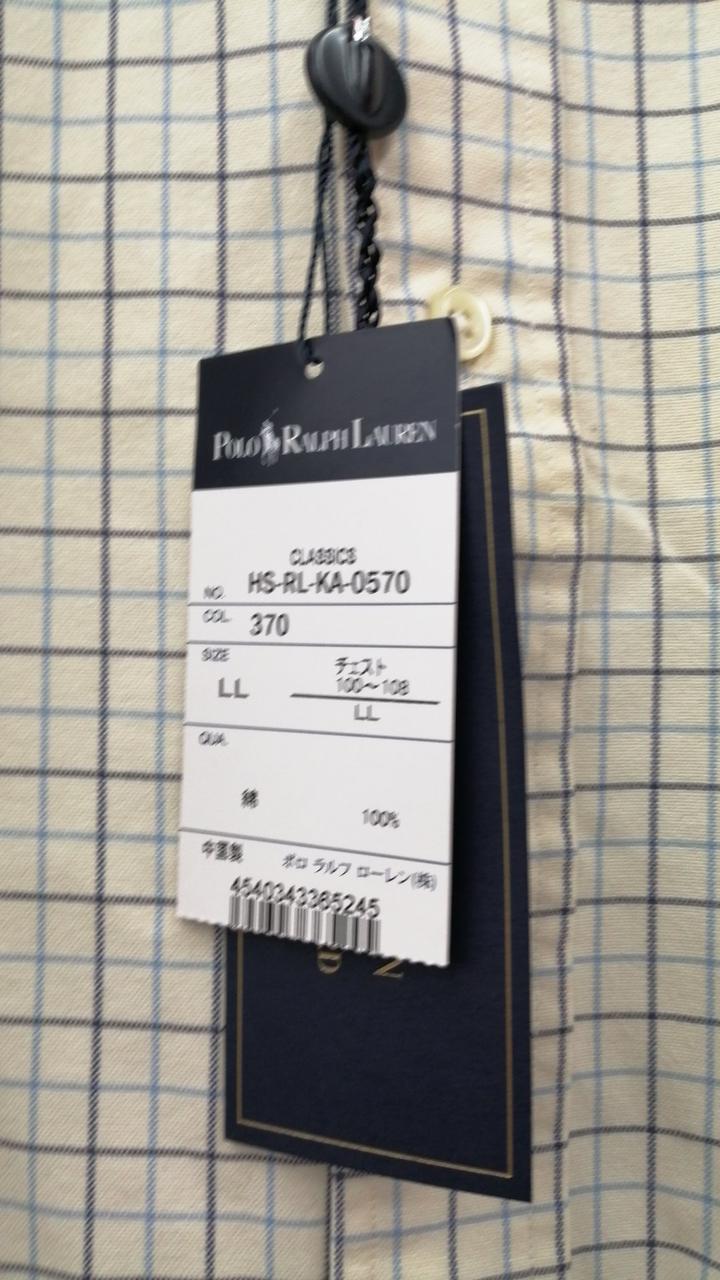 POLO RALPH LAUREN
CLASSICS
NO. HS-RL-KA-0570
COL. 370
SIZE
LL
チェスト
100～108
LL
QUA.
綿 100%
中国製 ポロ ラルフ ローレン(株)
4540343365245
N
D